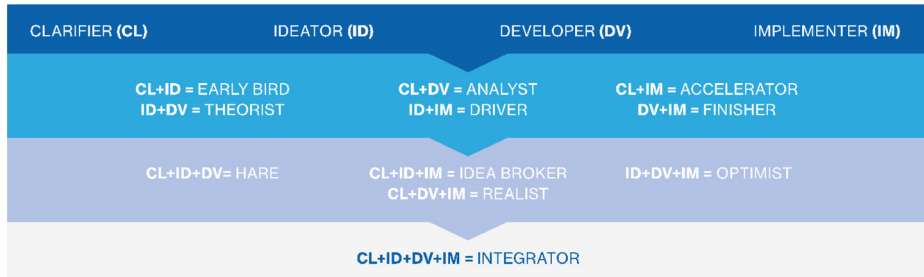 CLARIFIER (CL) IDEATOR (ID) DEVELOPER (DV) IMPLEMENTER (IM)
CL+ID = EARLY BIRD CL+DV = ANALYST CL+IM = ACCELERATOR
ID+DV = THEORIST ID+IM = DRIVER DV+IM = FINISHER
CL+ID+DV= HARE CL+ID+IM = IDEA BROKER ID+DV+IM = OPTIMIST
CL+DV+IM = REALIST
CL+ID+DV+IM = INTEGRATOR